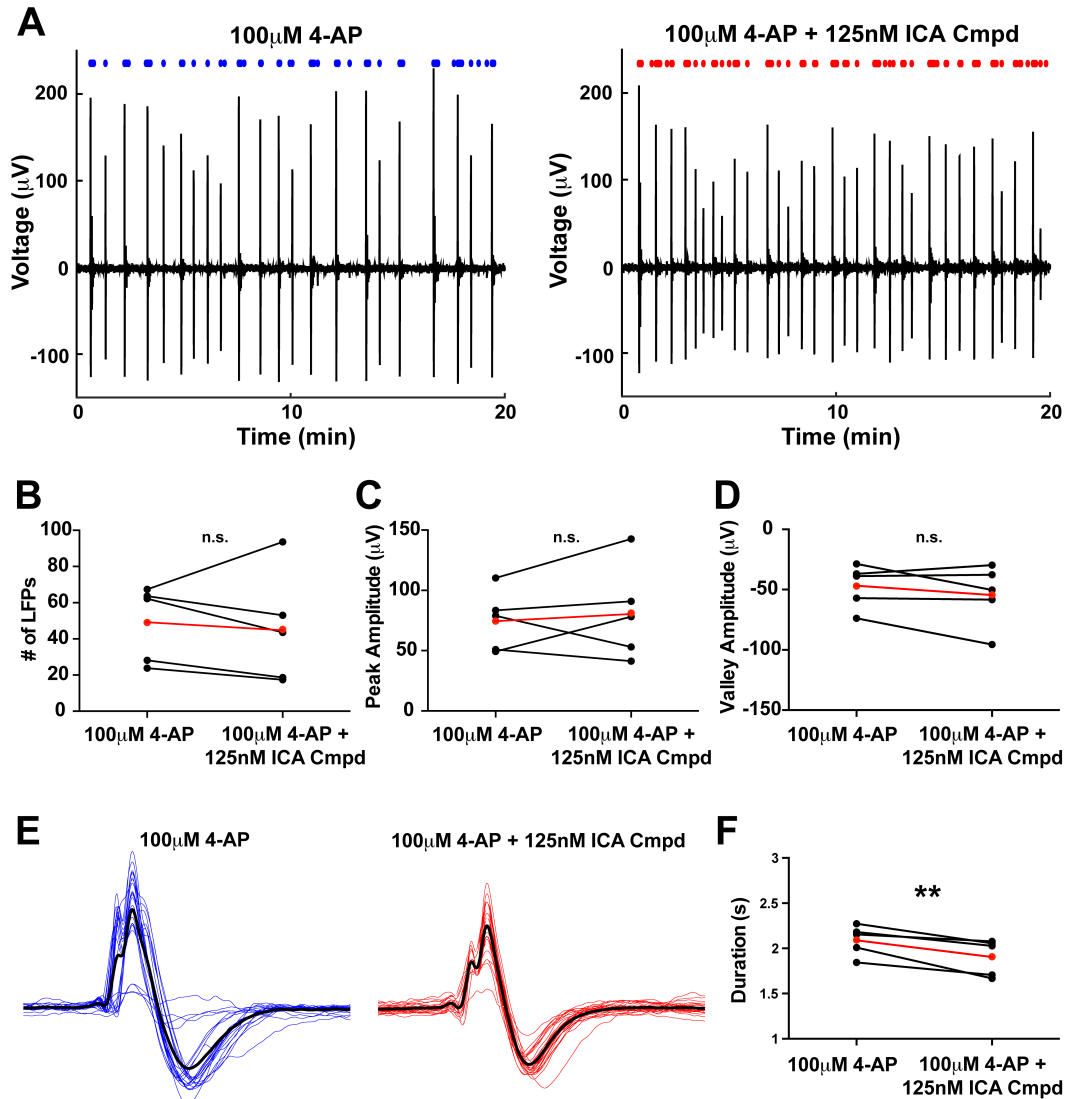 A
100μM 4-AP
100μM 4-AP + 125nM ICA Cmpd
Voltage (μV)
200
100
0
-100
0
10
20
Time (min)
Voltage (μV)
200
100
0
-100
0
10
20
Time (min)
B
# of LFPs
100
80
60
40
20
0
n.s.
100μM 4-AP
100μM 4-AP +
125nM ICA Cmpd
C
Peak Amplitude (μV)
150
100
50
0
n.s.
100μM 4-AP
100μM 4-AP +
125nM ICA Cmpd
D
Valley Amplitude (μV)
0
-50
-100
-150
n.s.
100μM 4-AP
100μM 4-AP +
125nM ICA Cmpd
E
100μM 4-AP
100μM 4-AP + 125nM ICA Cmpd
F
Duration (s)
3
2.5
2
1.5
1
**
100μM 4-AP
100μM 4-AP +
125nM ICA Cmpd